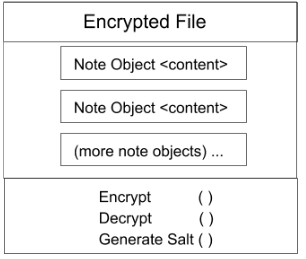 Encrypted File
Note Object <content>
Note Object <content>
(more note objects) ...
Encrypt ( )
Decrypt ( )
Generate Salt ( )